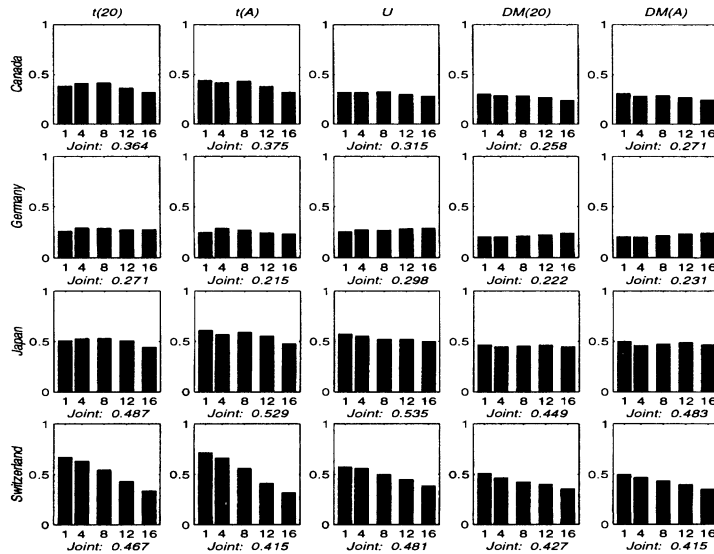 t(20) t(A) U DM(20) DM(A)
Canada
1 1 1 1 1
0.5 0.5 0.5 0.5 0.5
0 0 0 0 0
1 4 8 12 16 1 4 8 12 16 1 4 8 12 16 1 4 8 12 16 1 4 8 12 16
Joint: 0.364 Joint: 0.375 Joint: 0.315 Joint: 0.258 Joint: 0.271
Germany
1 1 1 1 1
0.5 0.5 0.5 0.5 0.5
0 0 0 0 0
1 4 8 12 16 1 4 8 12 16 1 4 8 12 16 1 4 8 12 16 1 4 8 12 16
Joint: 0.271 Joint: 0.215 Joint: 0.298 Joint: 0.222 Joint: 0.231
Japan
1 1 1 1 1
0.5 0.5 0.5 0.5 0.5
0 0 0 0 0
1 4 8 12 16 1 4 8 12 16 1 4 8 12 16 1 4 8 12 16 1 4 8 12 16
Joint: 0.487 Joint: 0.529 Joint: 0.535 Joint: 0.449 Joint: 0.483
Switzerland
1 1 1 1 1
0.5 0.5 0.5 0.5 0.5
0 0 0 0 0
1 4 8 12 16 1 4 8 12 16 1 4 8 12 16 1 4 8 12 16 1 4 8 12 16
Joint: 0.467 Joint: 0.415 Joint: 0.481 Joint: 0.427 Joint: 0.415